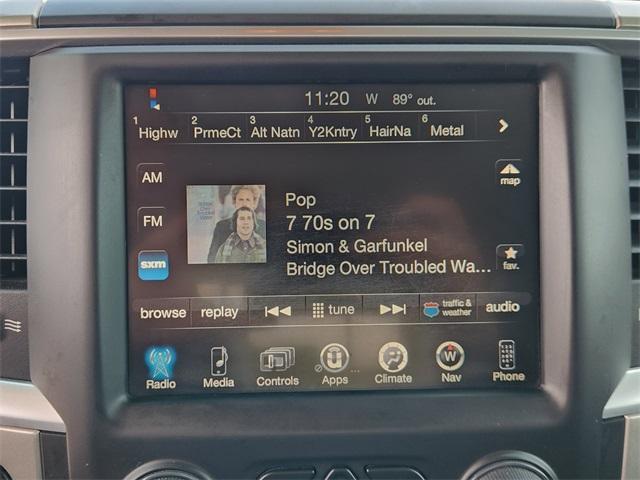 11:20 W 89° out.
1 Highw 2 PrmeCt 3 Alt Natn 4 Y2Kntry 5 HairNa 6 Metal
AM
FM
sxm
Pop
7 70s on 7
Simon & Garfunkel
Bridge Over Troubled Wa...
map
fav.
browse replay tune traffic & weather audio
Radio Media Controls Apps ... Climate W Nav Phone